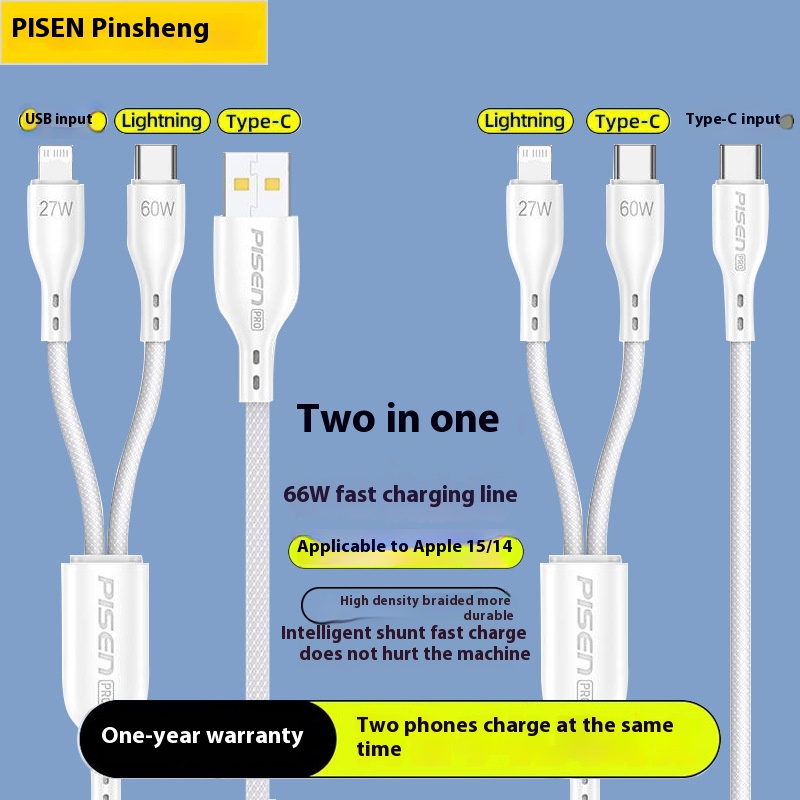 PISEN Pinsheng
USB input
Lightning
Type-C
Lightning
Type-C
Type-C input
27W
60W
PISEN
PRO
27W
60W
PISEN
PRO
Two in one
66W fast charging line
Applicable to Apple 15/14
High density braided more
durable
Intelligent shunt fast charge
does not hurt the machine
PISEN
PRO
PISEN
PRO
One-year warranty
Two phones charge at the same
time